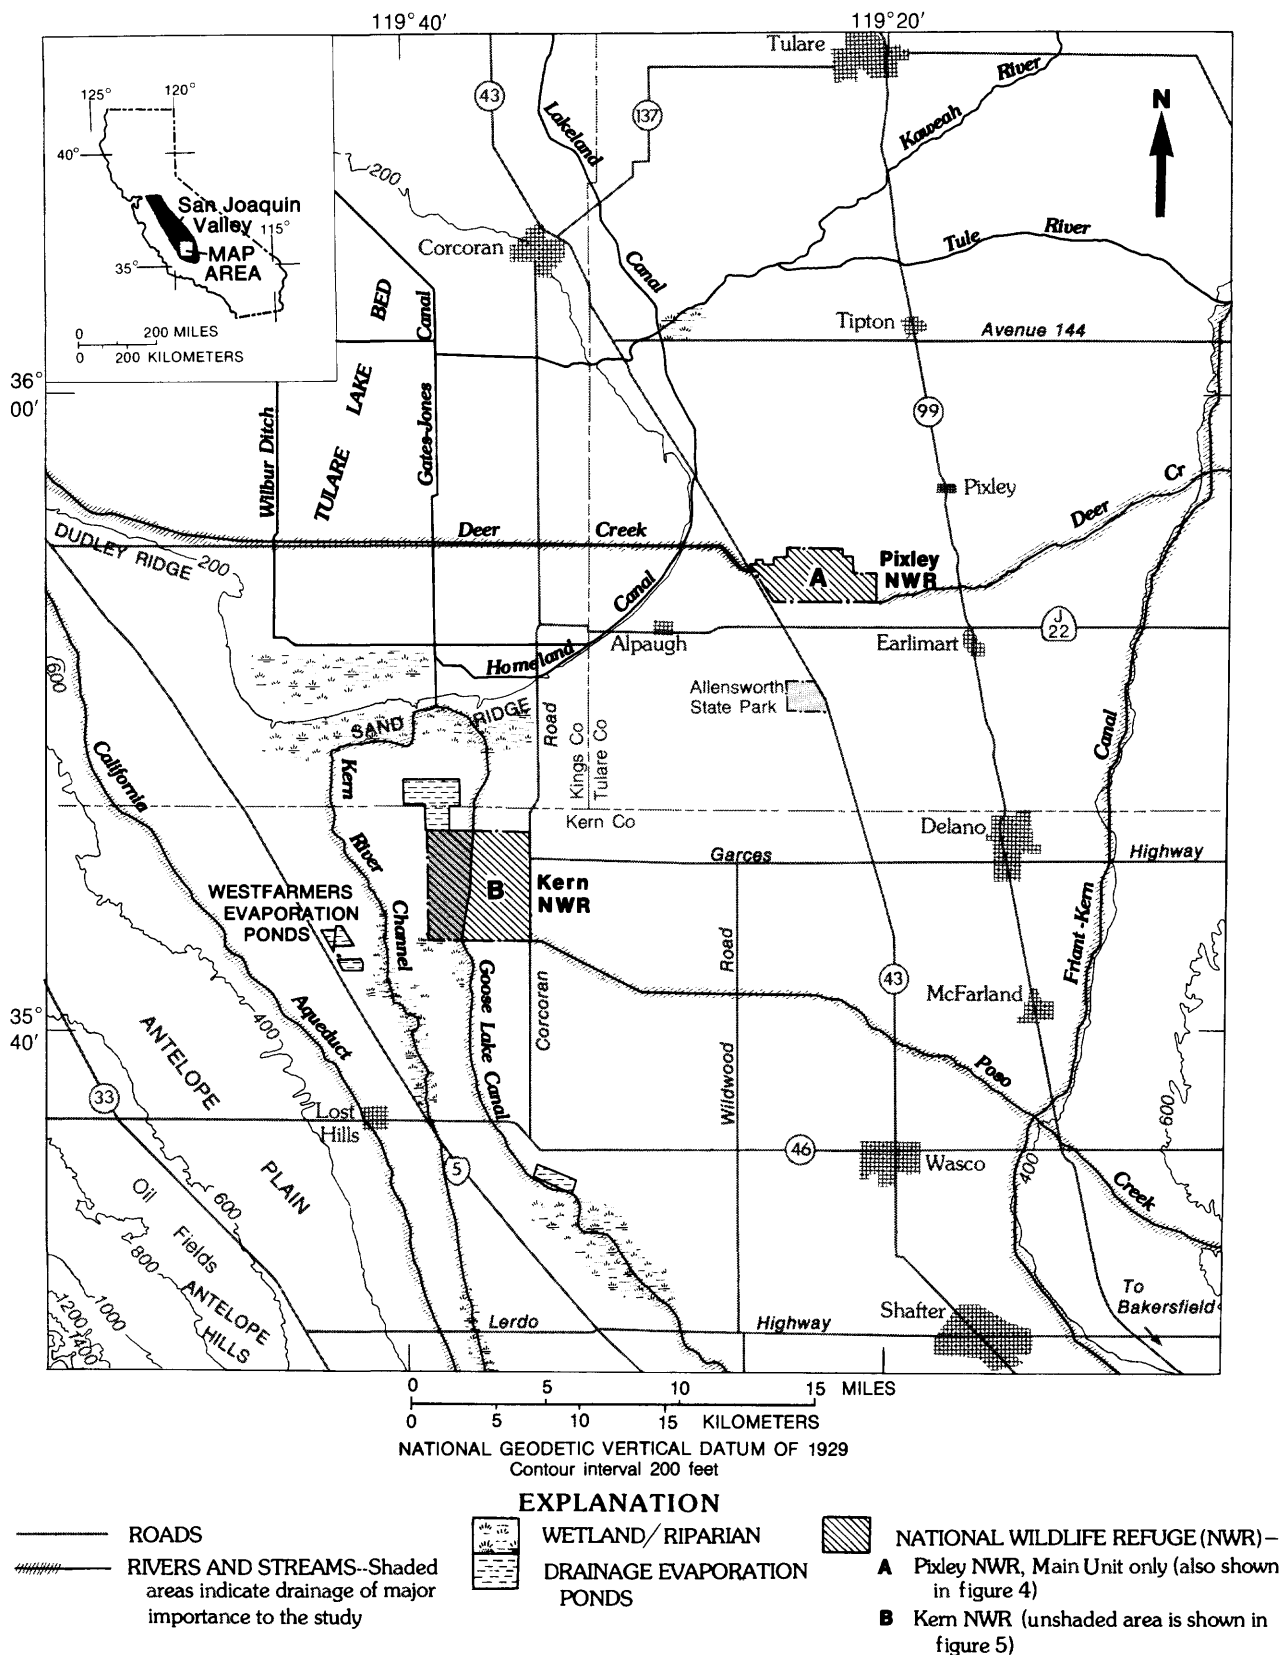 119°40'
119°20'
Tulare
River
43
137
Lakeland
Kaweah
N
125°
120°
40°
200
San Joaquin
Valley
115°
MAP
AREA
35°
0 200 MILES
0 200 KILOMETERS
Corcoran
Canal
Tule River
BED
Canal
Tipton
Avenue 144
36°
00'
LAKE
TULARE
Gates-Jones
Wilbur Ditch
99
Pixley
Cr
Deer
Deer Creek
DUDLEY RIDGE
200
A
Pixley
NWR
Canal
J
22
Alpaugh
Earlimart
Homeland
600
Allensworth
State Park
SAND RIDGE
Road
Kings Co
Tulare Co
Canal
California
Kern
River
Channel
Kern Co
Delano
Garces Highway
WESTFARMERS
EVAPORATION
PONDS
B
Kern
NWR
Friant-Kern
Road
43
McFarland
Goose Lake Canal
Corcoran
Aqueduct
400
35°
40'
ANTELOPE
PLAIN
Wildwood
Poso
Creek
33
Lost
Hills
600
46
Wasco
5
400
Oil
Fields
600
800
1000
1200
1400
ANTELOPE
HILLS
To
Bakersfield
Shafter
Lerdo Highway
0 5 10 15 MILES
0 5 10 15 KILOMETERS
NATIONAL GEODETIC VERTICAL DATUM OF 1929
Contour interval 200 feet
EXPLANATION
ROADS
RIVERS AND STREAMS--Shaded
areas indicate drainage of major
importance to the study
WETLAND/RIPARIAN
DRAINAGE EVAPORATION
PONDS
NATIONAL WILDLIFE REFUGE (NWR)—
A Pixley NWR, Main Unit only (also shown
in figure 4)
B Kern NWR (unshaded area is shown in
figure 5)